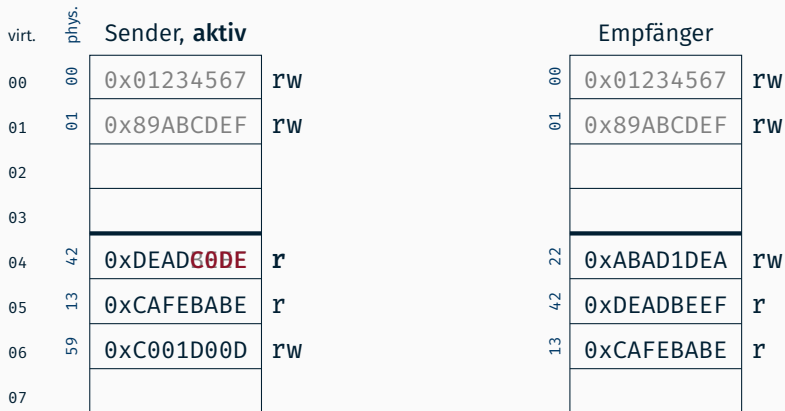 virt. phys. Sender, aktiv Empfänger
00 00 0x01234567 rw 00 0x01234567 rw
01 01 0x89ABCDEF rw 01 0x89ABCDEF rw
02
03
04 42 0xDEADC0DE r 22 0xABAD1DEA rw
05 13 0xCAFEBABE r 42 0xDEADBEEF r
06 59 0xC001D00D rw 13 0xCAFEBABE r
07